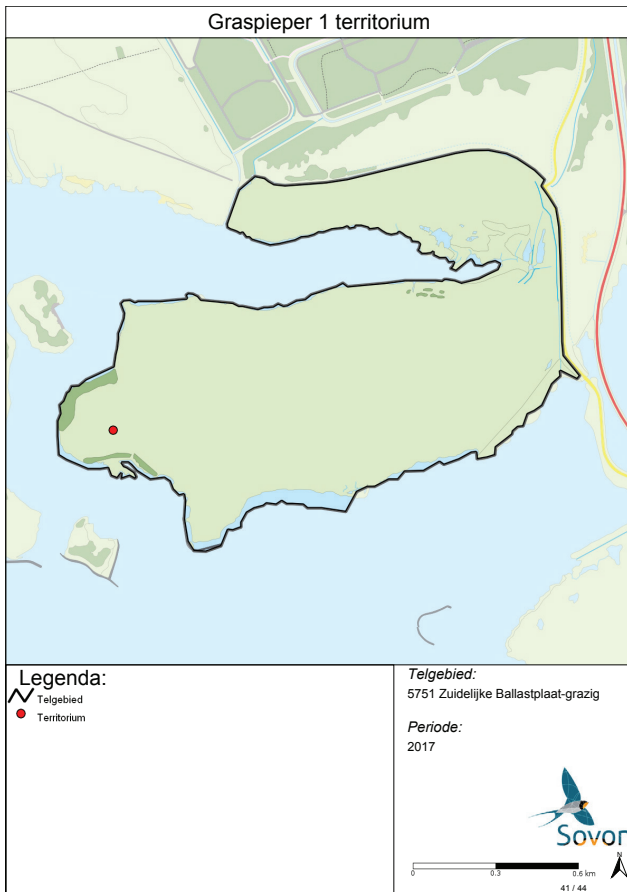 Graspieper 1 territorium
Legenda:
Telgebied
Territorium
Telgebied:
5751 Zuidelijke Ballastplaat-grazig
Periode:
2017
Sovon
N
0 0.3 0.6 km
41 / 44